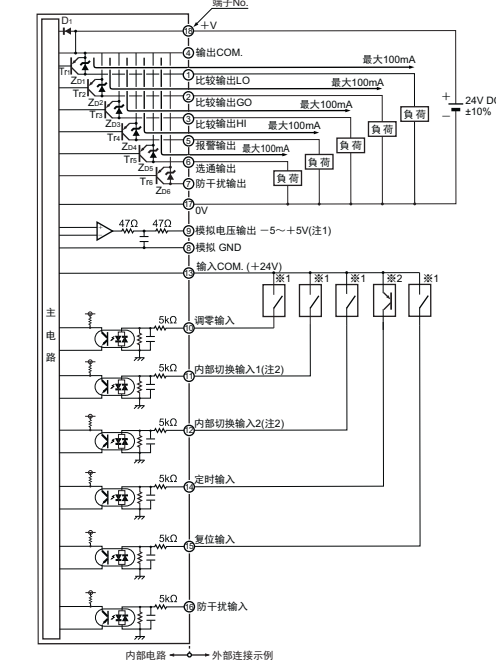 端子No.
D1
18 +V
4 输出COM.
最大100mA
Tr1
ZD1
1 比较输出LO
最大100mA
Tr2
ZD2
2 比较输出GO
最大100mA
Tr3
ZD3
3 比较输出HI
最大100mA
Tr4
ZD4
5 报警输出
最大100mA
Tr5
ZD5
6 选通输出
Tr6
ZD6
7 防干扰输出
負荷
負荷
負荷
負荷
負荷
+
−
24V DC
±10%
17 0V
47Ω 47Ω
9 模拟电压输出 −5～+5V(注1)
8 模拟 GND
13 输入COM. (+24V)
※1 ※1 ※1 ※2 ※1
主电路
5kΩ
10 调零输入
5kΩ
11 内部切换输入1(注2)
5kΩ
12 内部切换输入2(注2)
5kΩ
14 定时输入
5kΩ
15 复位输入
5kΩ
16 防干扰输入
内部电路 外部连接示例